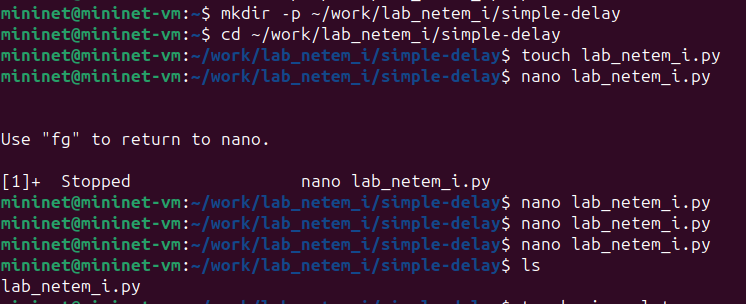 mininet@mininet-vm:~$ mkdir -p ~/work/lab_netem_i/simple-delay
mininet@mininet-vm:~$ cd ~/work/lab_netem_i/simple-delay
mininet@mininet-vm:~/work/lab_netem_i/simple-delay$ touch lab_netem_i.py
mininet@mininet-vm:~/work/lab_netem_i/simple-delay$ nano lab_netem_i.py
Use "fg" to return to nano.
[1]+  Stopped                 nano lab_netem_i.py
mininet@mininet-vm:~/work/lab_netem_i/simple-delay$ nano lab_netem_i.py
mininet@mininet-vm:~/work/lab_netem_i/simple-delay$ nano lab_netem_i.py
mininet@mininet-vm:~/work/lab_netem_i/simple-delay$ nano lab_netem_i.py
mininet@mininet-vm:~/work/lab_netem_i/simple-delay$ ls
lab_netem_i.py